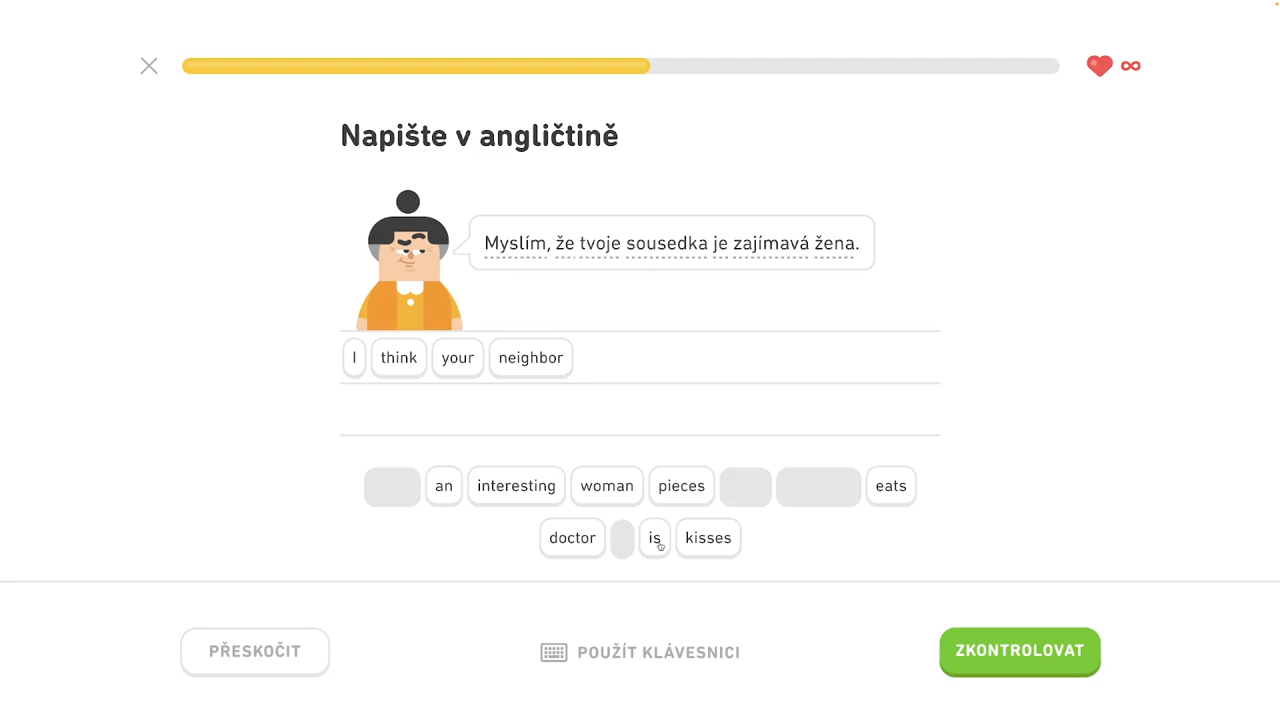 ∞
Napište v angličtině
Myslím, že tvoje sousedka je zajímavá žena.
I think your neighbor
an interesting woman pieces eats
doctor is kisses
PŘESKOČIT POUŽÍT KLÁVESNICI ZKONTROLOVAT